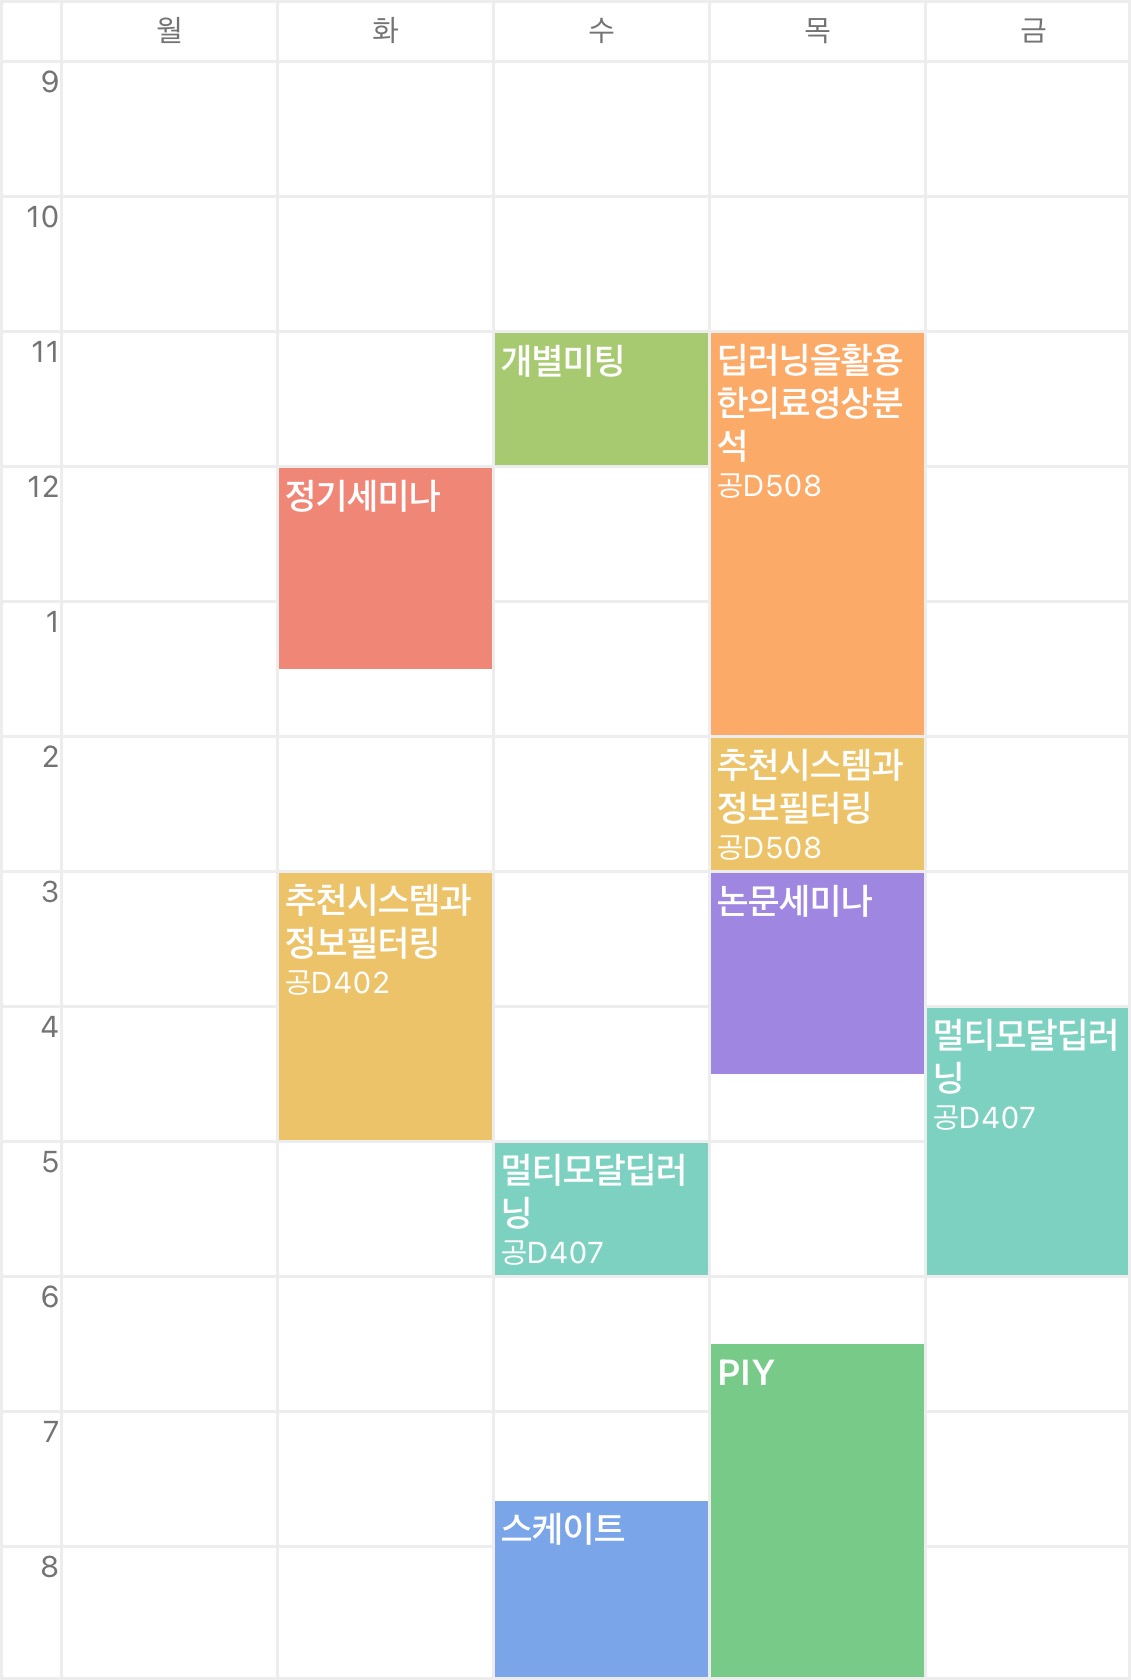 월 화 수 목 금
9
10
11
개별미팅
딥러닝을활용
한의료영상분
석
공D508
12
정기세미나
1
2
추천시스템과
정보필터링
공D508
3
추천시스템과
정보필터링
공D402
논문세미나
4
멀티모달딥러
닝
공D407
5
멀티모달딥러
닝
공D407
6
PIY
7
스케이트
8